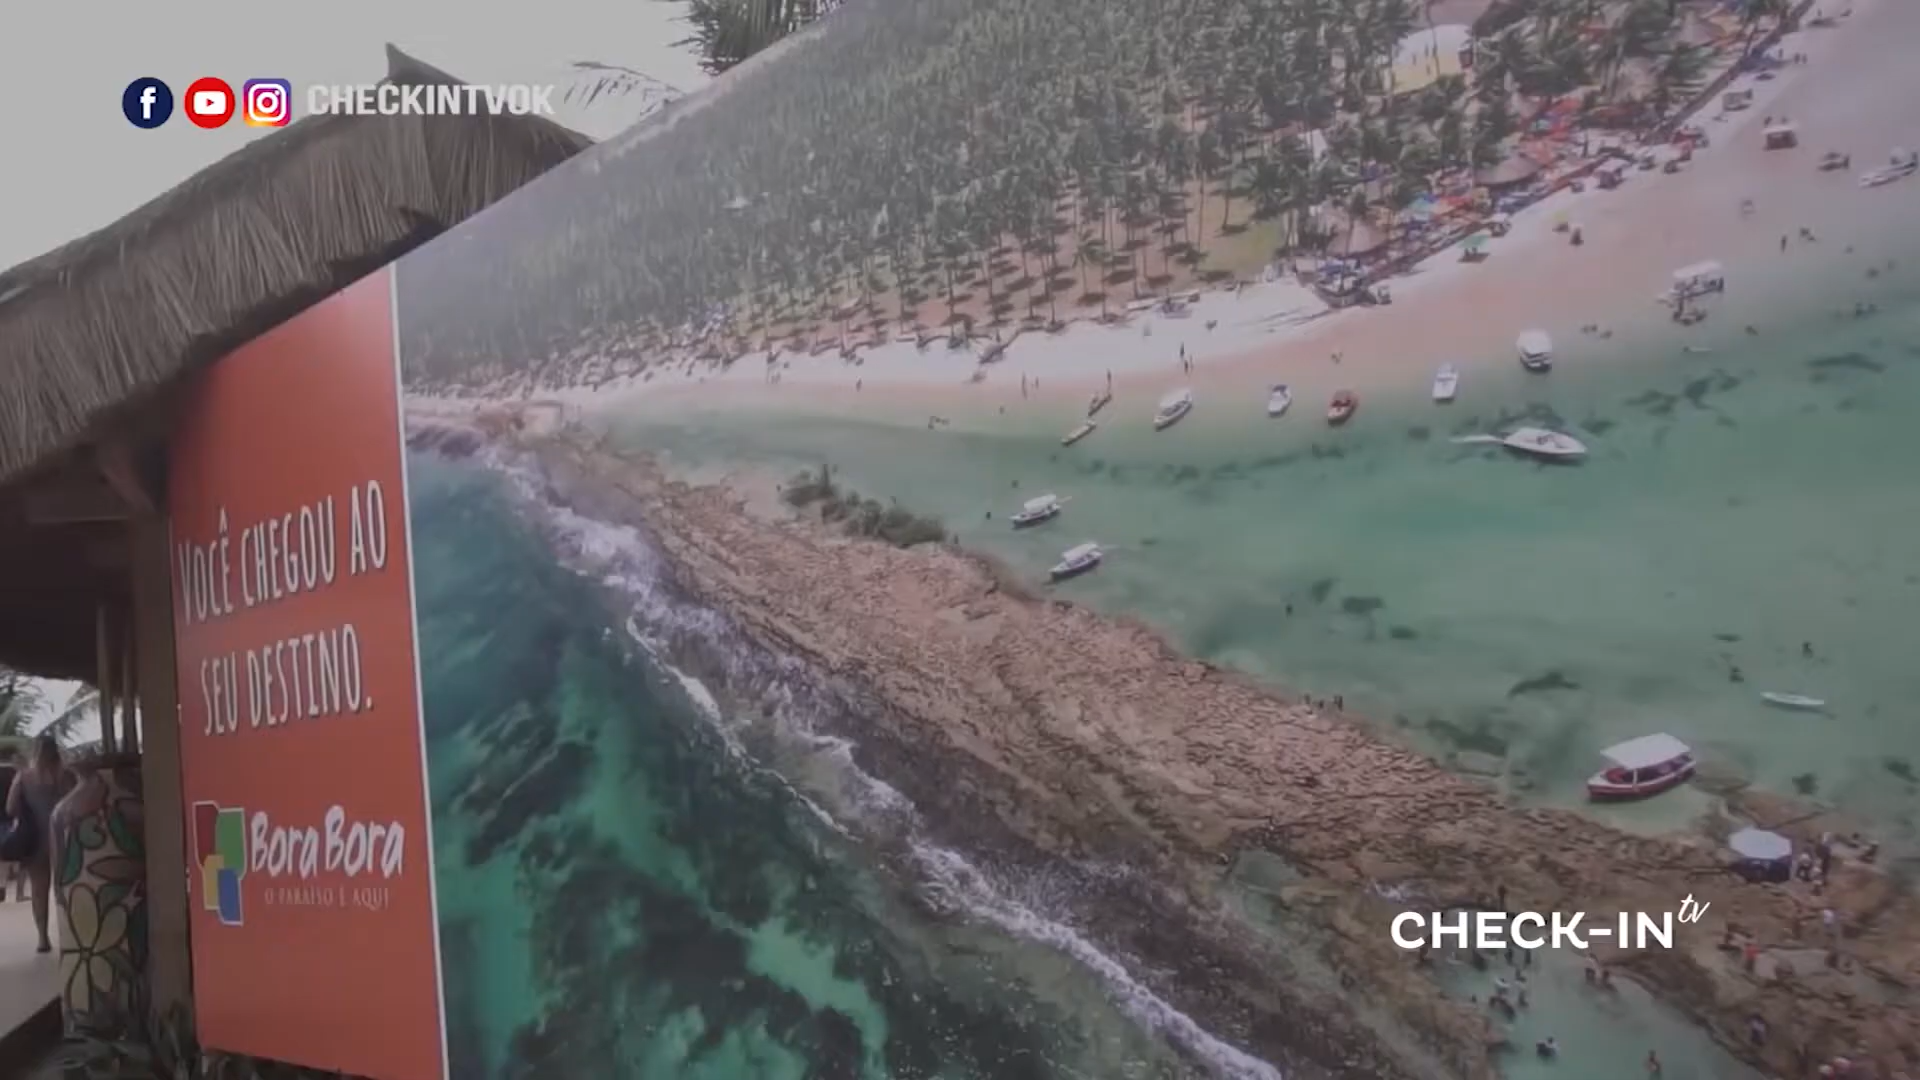 CHECKINTVOK
VOCÊ CHEGOU AO
SEU DESTINO.
Bora Bora
O PARAÍSO É AQUI
CHECK-IN tv